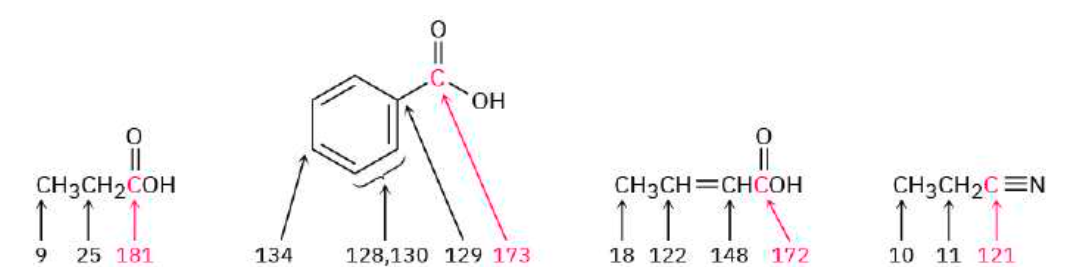 O
C
OH
O
CH3CH2COH
O
CH3CH=CHCOH
CH3CH2C≡N
9 25 181
134 128,130 129 173
18 122 148 172
10 11 121